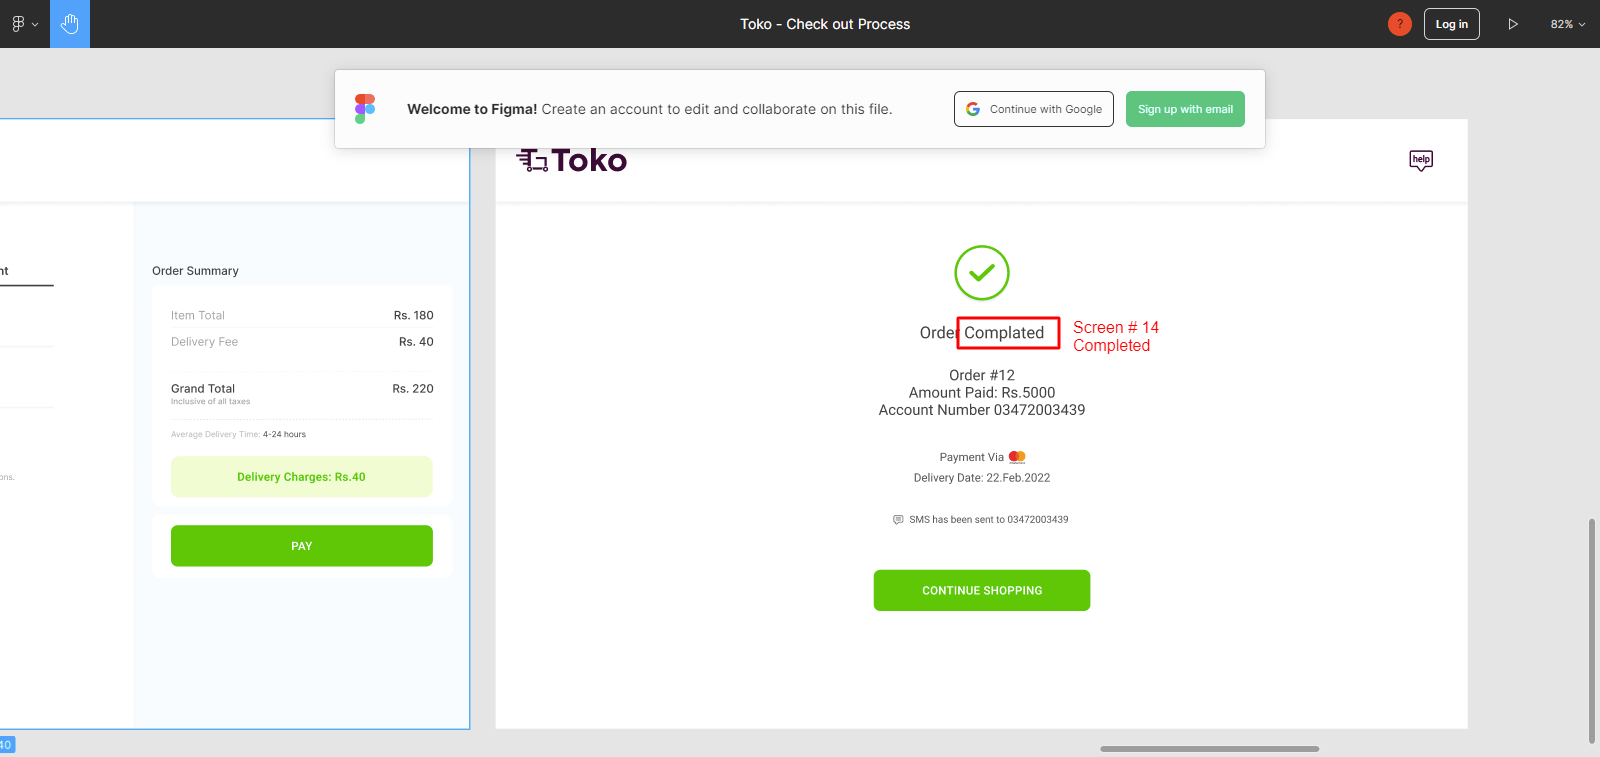 Toko - Check out Process
?
Log in
82%
Welcome to Figma! Create an account to edit and collaborate on this file.
Continue with Google
Sign up with email
nt
Order Summary
Item Total Rs. 180
Delivery Fee Rs. 40
Grand Total Rs. 220
Inclusive of all taxes
Average Delivery Time: 4-24 hours
Delivery Charges: Rs.40
PAY
ons.
40
Toko
help
Order Complated
Screen # 14
Completed
Order #12
Amount Paid: Rs.5000
Account Number 03472003439
Payment Via
Delivery Date: 22.Feb.2022
SMS has been sent to 03472003439
CONTINUE SHOPPING